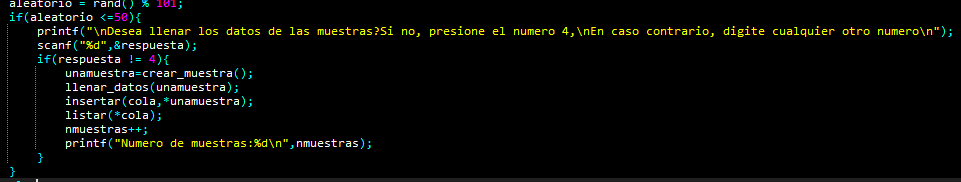 aleatorio = rand() % 101;
if(aleatorio <=50){
printf("\nDesea llenar los datos de las muestras?Si no, presione el numero 4,\nEn caso contrario, digite cualquier otro numero\n");
scanf("%d",&respuesta);
if(respuesta != 4){
unamuestra=crear_muestra();
llenar_datos(unamuestra);
insertar(cola,*unamuestra);
listar(*cola);
nmuestras++;
printf("Numero de muestras:%d\n",nmuestras);
}
}